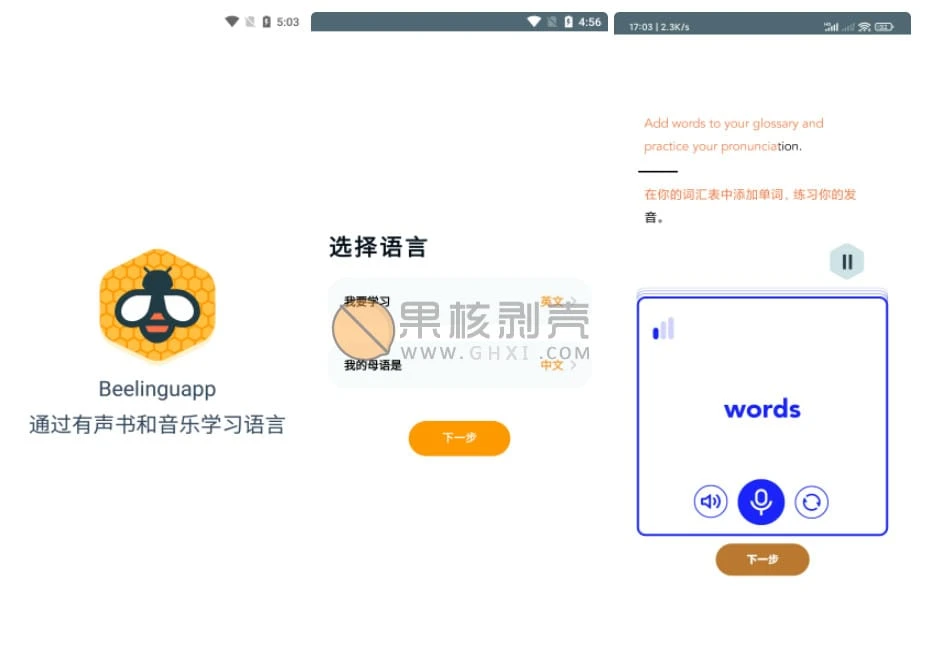 5:03
Beelinguapp
通过有声书和音乐学习语言
4:56
选择语言
我要学习 英文
果核剥壳
WWW.GHXI.COM
我的母语是 中文
下一步
17:03 | 2.3K/s
Add words to your glossary and
practice your pronunciation.
在你的词汇表中添加单词, 练习你的发
音。
words
下一步